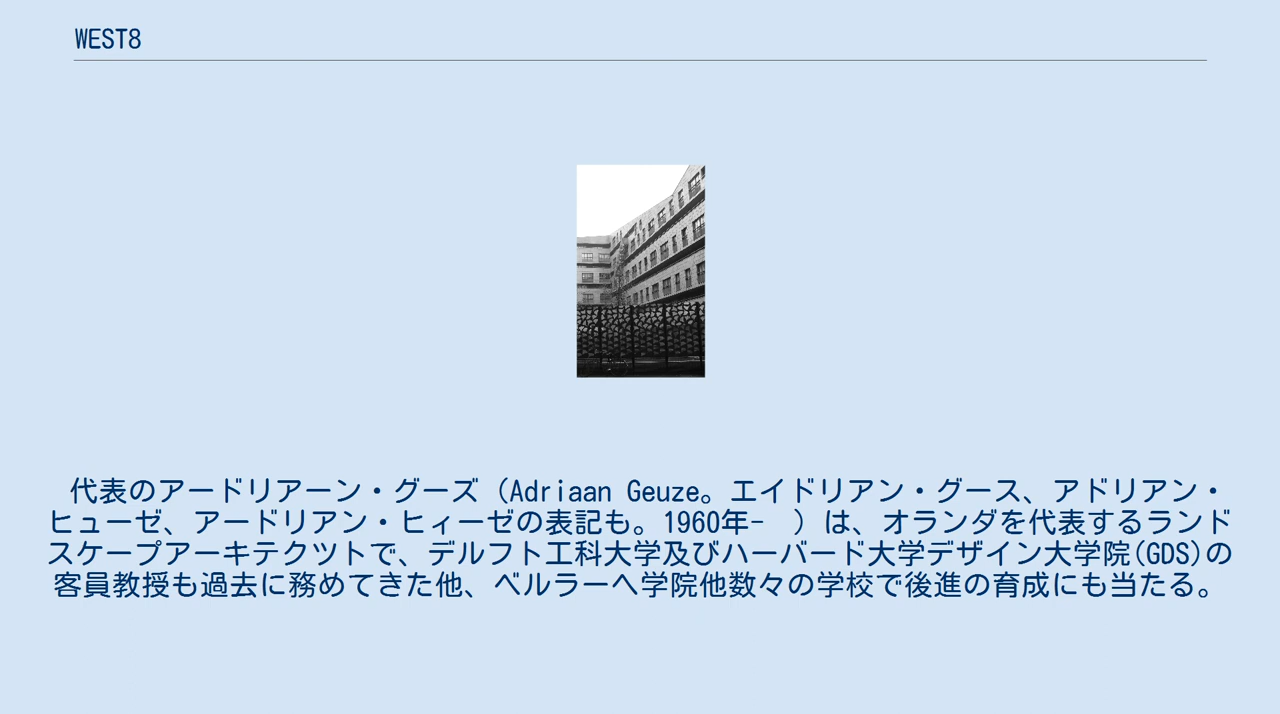 WEST8
代表のアードリアーン・グーズ（Adriaan Geuze。エイドリアン・グース、アドリアン・
ヒューゼ、アードリアン・ヒィーゼの表記も。1960年-　）は、オランダを代表するランド
スケープアーキテクツトで、デルフト工科大学及びハーバード大学デザイン大学院(GDS)の
客員教授も過去に務めてきた他、ベルラーヘ学院他数々の学校で後進の育成にも当たる。